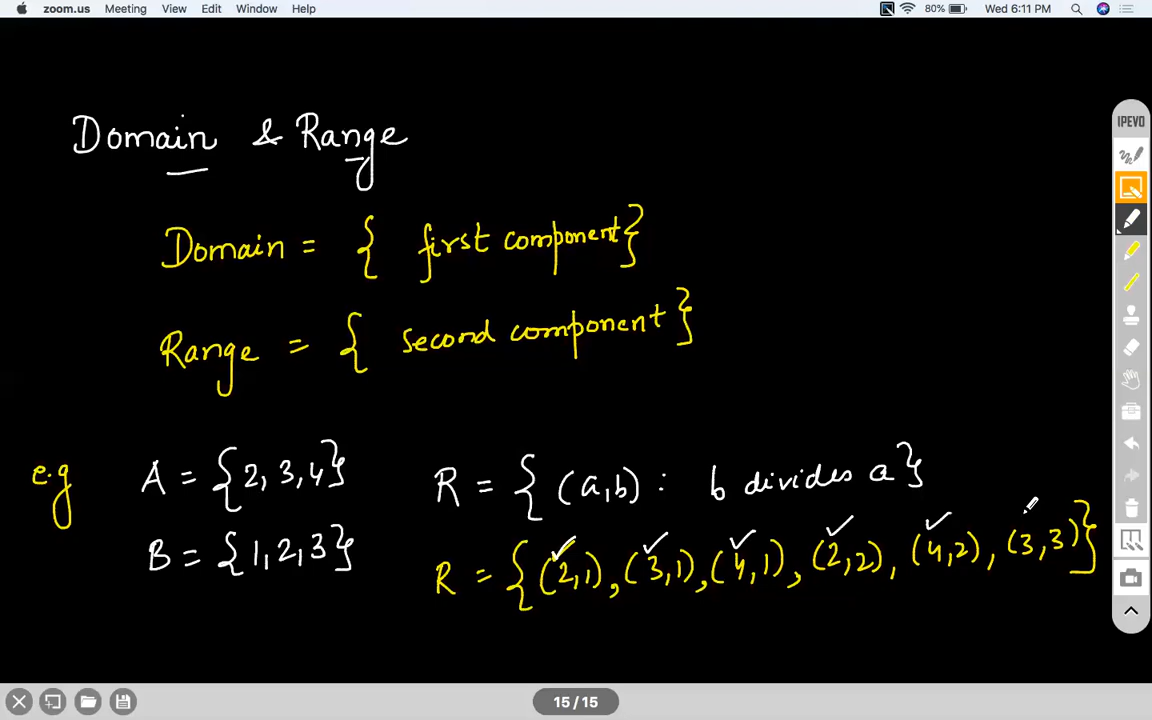 zoom.us Meeting View Edit Window Help 80% Wed 6:11 PM
Domain & Range
IPEVO
Domain = { first component}
Range = { second component}
e.g A = {2, 3, 4} R = { (a,b) : b divides a }
B = {1, 2, 3} R = {(2,1), (3,1), (4,1), (2,2), (4,2), (3,3)}
15 / 15